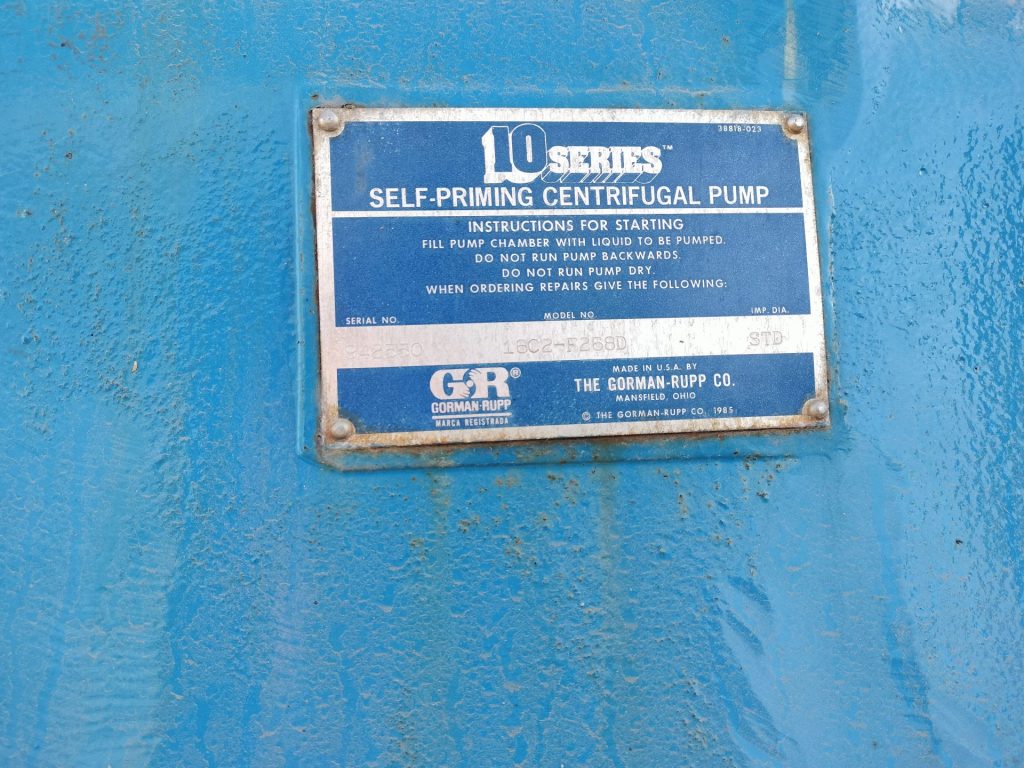 38818-023
10 SERIES™
SELF-PRIMING CENTRIFUGAL PUMP
INSTRUCTIONS FOR STARTING
FILL PUMP CHAMBER WITH LIQUID TO BE PUMPED.
DO NOT RUN PUMP BACKWARDS.
DO NOT RUN PUMP DRY.
WHEN ORDERING REPAIRS GIVE THE FOLLOWING:
SERIAL NO. MODEL NO. IMP. DIA.
STD
GR®
GORMAN-RUPP
MARCA REGISTRADA
MADE IN U.S.A. BY
THE GORMAN-RUPP CO.
MANSFIELD, OHIO
© THE GORMAN-RUPP CO. 1985